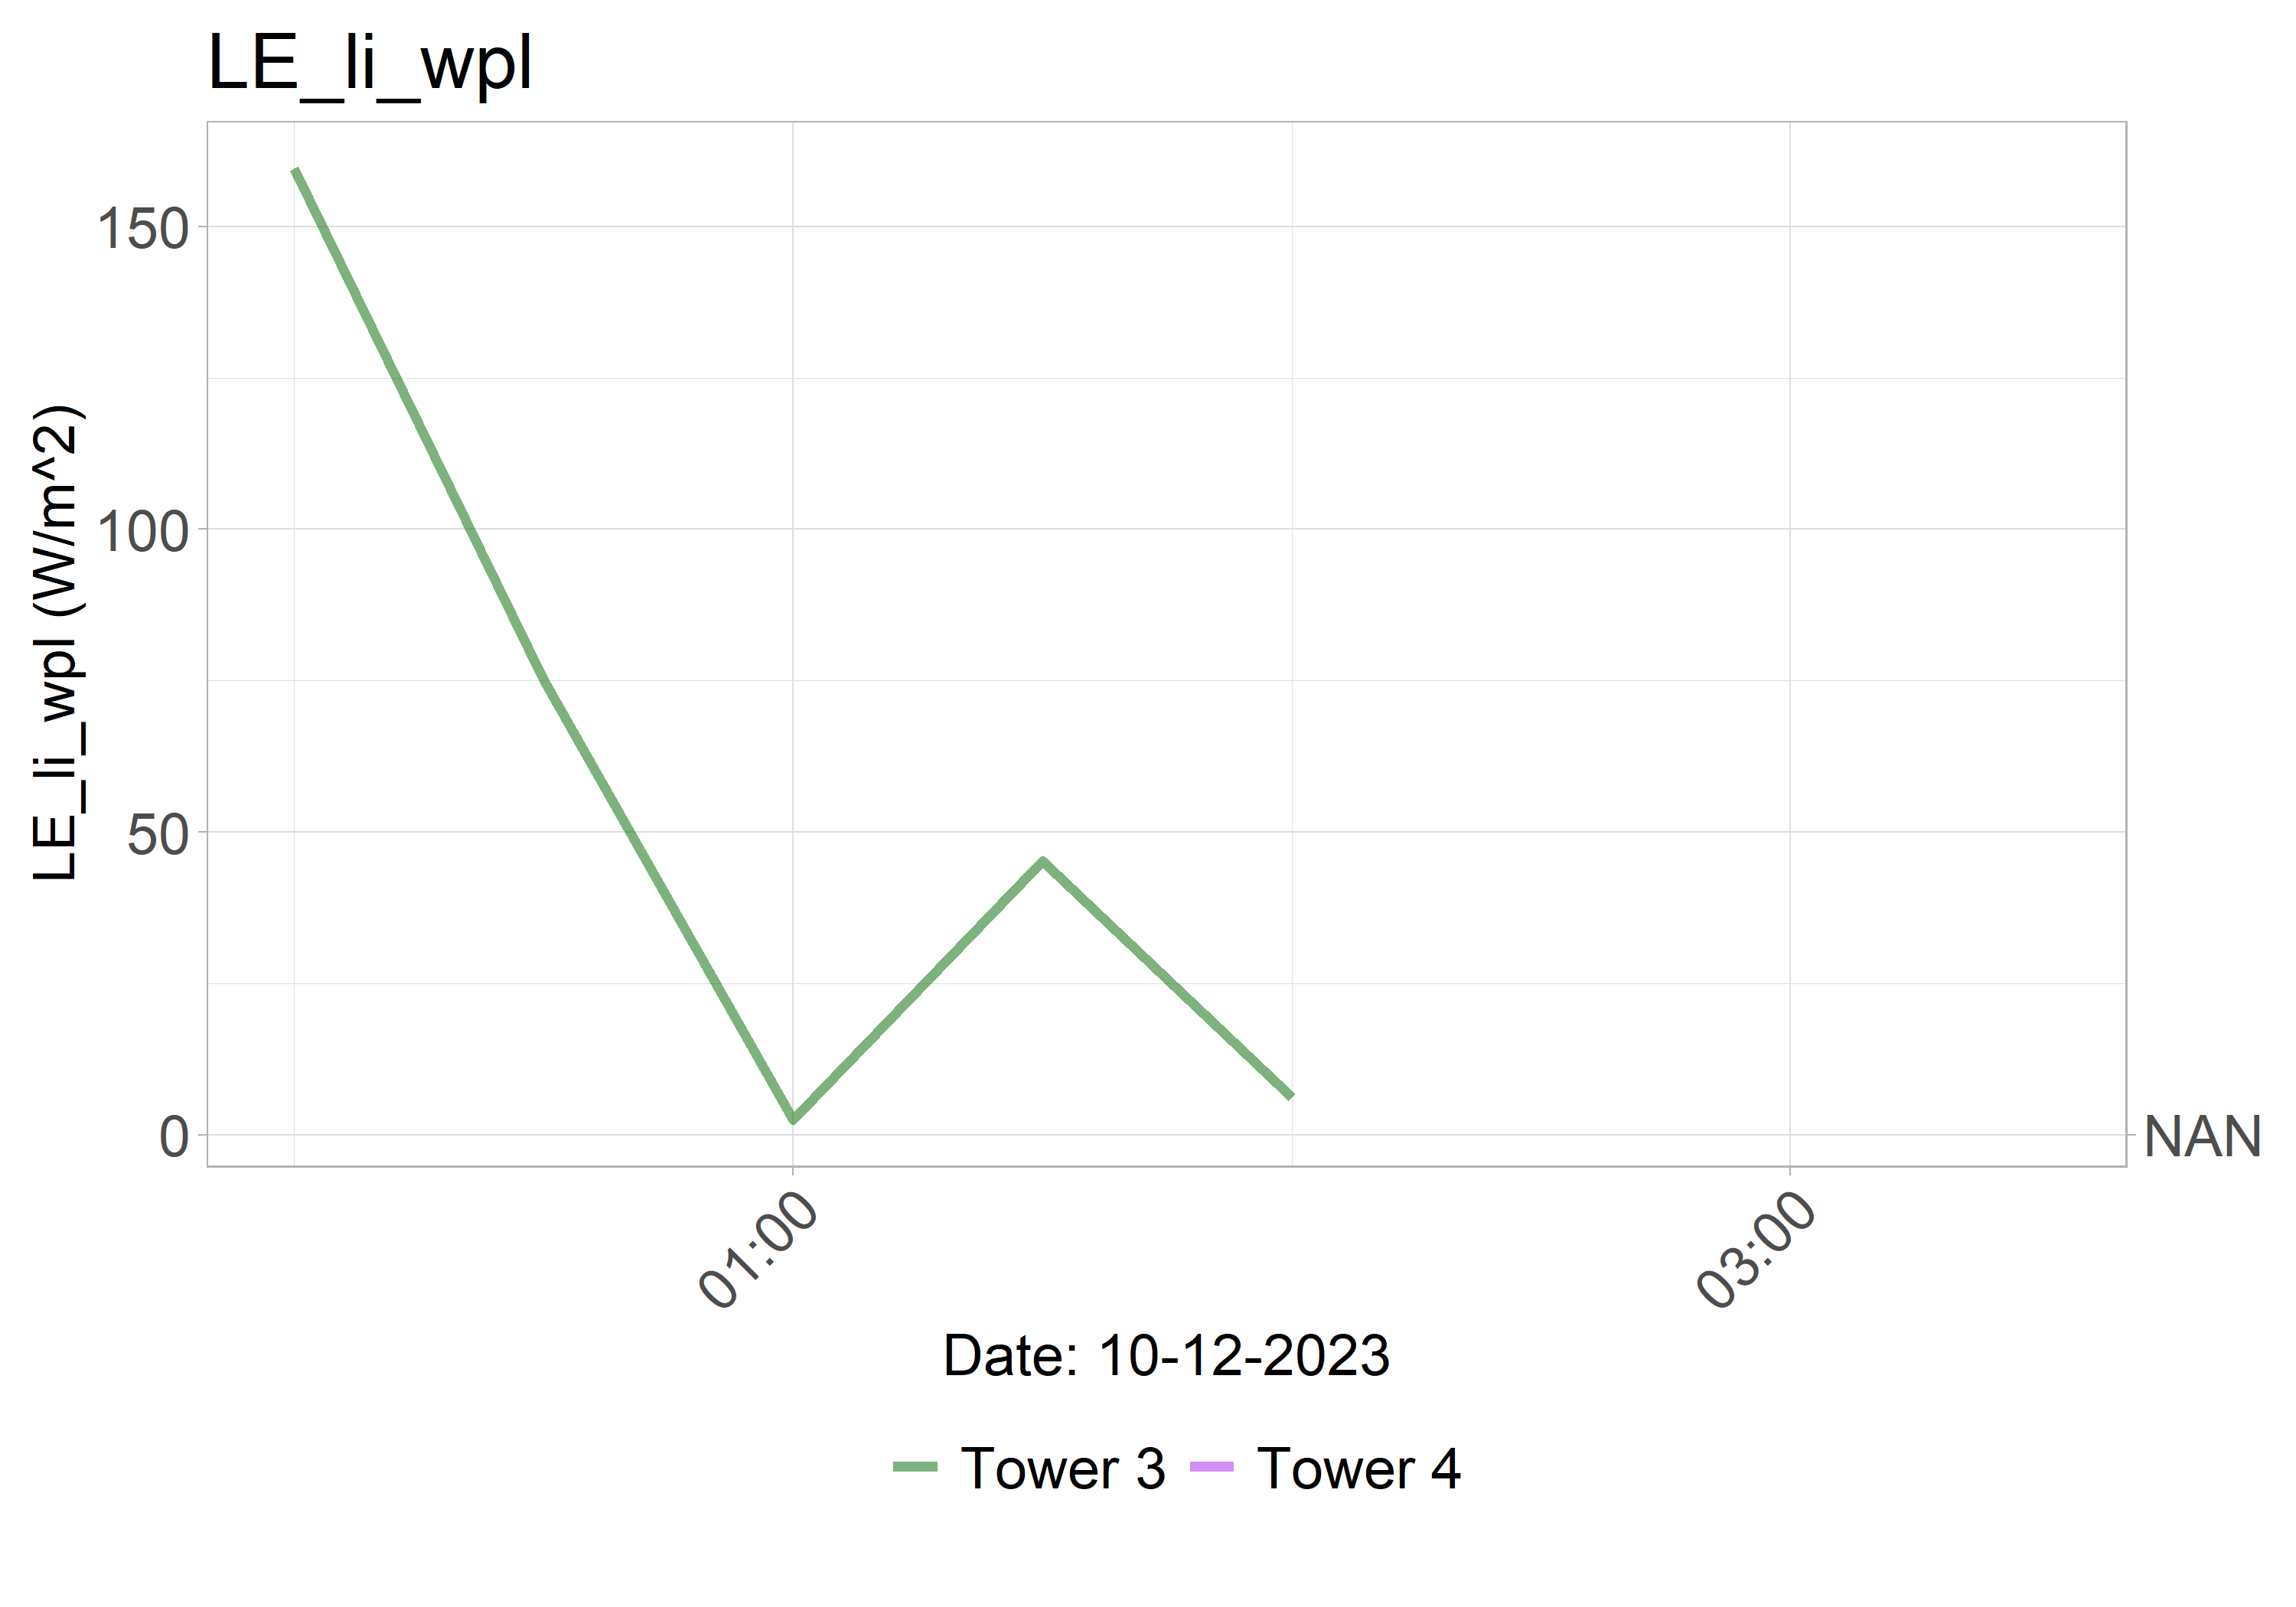 LE_li_wpl
LE_li_wpl (W/m^2)
150
100
50
0
NAN
01:00
03:00
Date: 10-12-2023
Tower 3
Tower 4